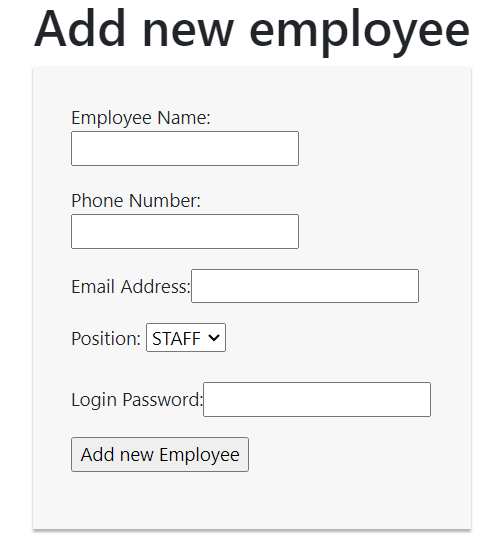 Add new employee
Employee Name:
Phone Number:
Email Address:
Position: STAFF
Login Password:
Add new Employee